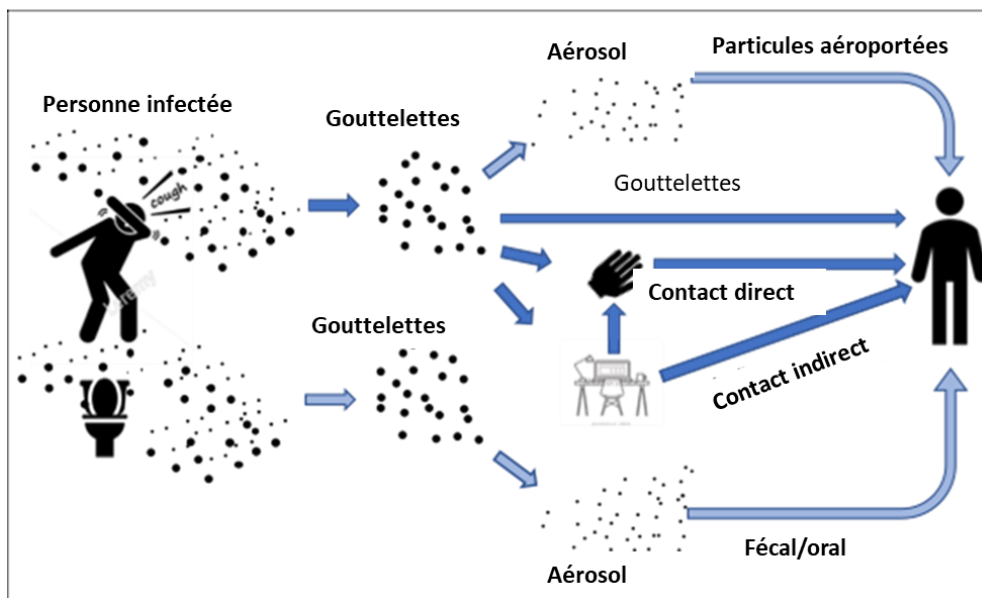 Aérosol
Particules aéroportées
Personne infectée
Gouttelettes
cough
Gouttelettes
Contact direct
Gouttelettes
Contact indirect
Fécal/oral
Aérosol